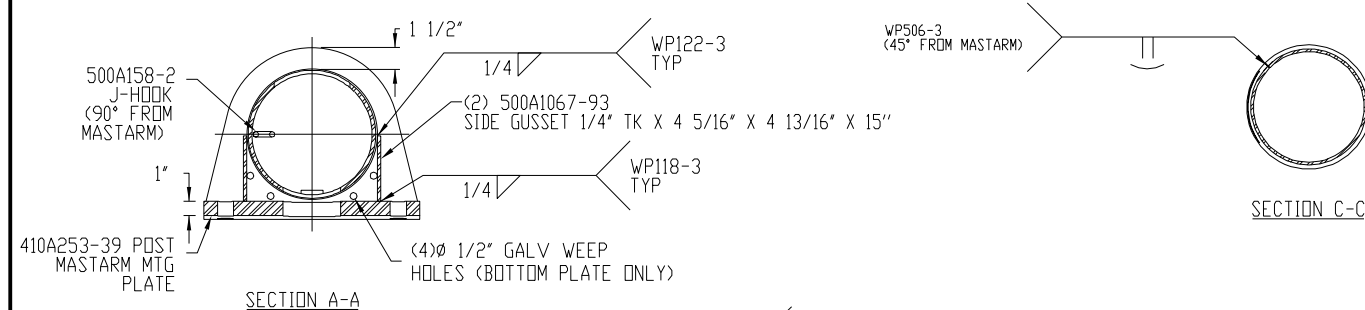 1 1/2"
WP122-3
TYP
1/4
500A158-2
J-HOOK
(90° FROM
MASTARM)
(2) 500A1067-93
SIDE GUSSET 1/4" TK X 4 5/16" X 4 13/16" X 15''
1"
WP118-3
TYP
1/4
410A253-39 POST
MASTARM MTG
PLATE
(4)Ø 1/2" GALV WEEP
HOLES (BOTTOM PLATE ONLY)
SECTION A-A
WP506-3
(45° FROM MASTARM)
SECTION C-C